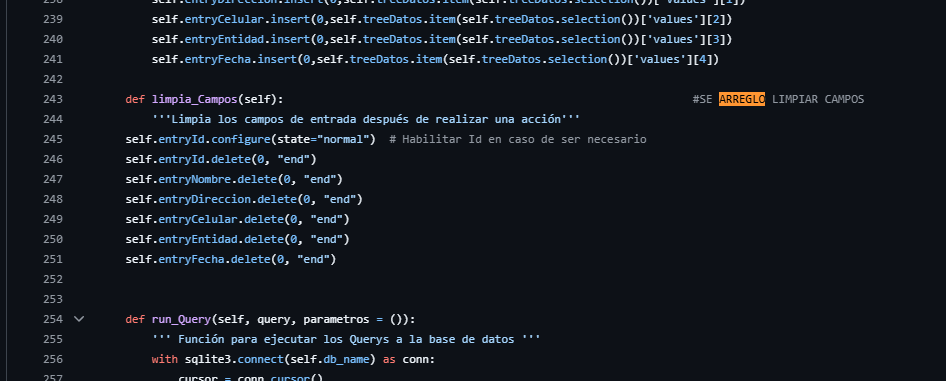 238 self.entryDireccion.insert(0,self.treeDatos.item(self.treeDatos.selection())['values'][1])
239 self.entryCelular.insert(0,self.treeDatos.item(self.treeDatos.selection())['values'][2])
240 self.entryEntidad.insert(0,self.treeDatos.item(self.treeDatos.selection())['values'][3])
241 self.entryFecha.insert(0,self.treeDatos.item(self.treeDatos.selection())['values'][4])
242
243 def limpia_Campos(self): #SE ARREGLO LIMPIAR CAMPOS
244 '''Limpia los campos de entrada después de realizar una acción'''
245 self.entryId.configure(state="normal") # Habilitar Id en caso de ser necesario
246 self.entryId.delete(0, "end")
247 self.entryNombre.delete(0, "end")
248 self.entryDireccion.delete(0, "end")
249 self.entryCelular.delete(0, "end")
250 self.entryEntidad.delete(0, "end")
251 self.entryFecha.delete(0, "end")
252
253
254 def run_Query(self, query, parametros = ()):
255 ''' Función para ejecutar los Querys a la base de datos '''
256 with sqlite3.connect(self.db_name) as conn:
257 cursor = conn.cursor()